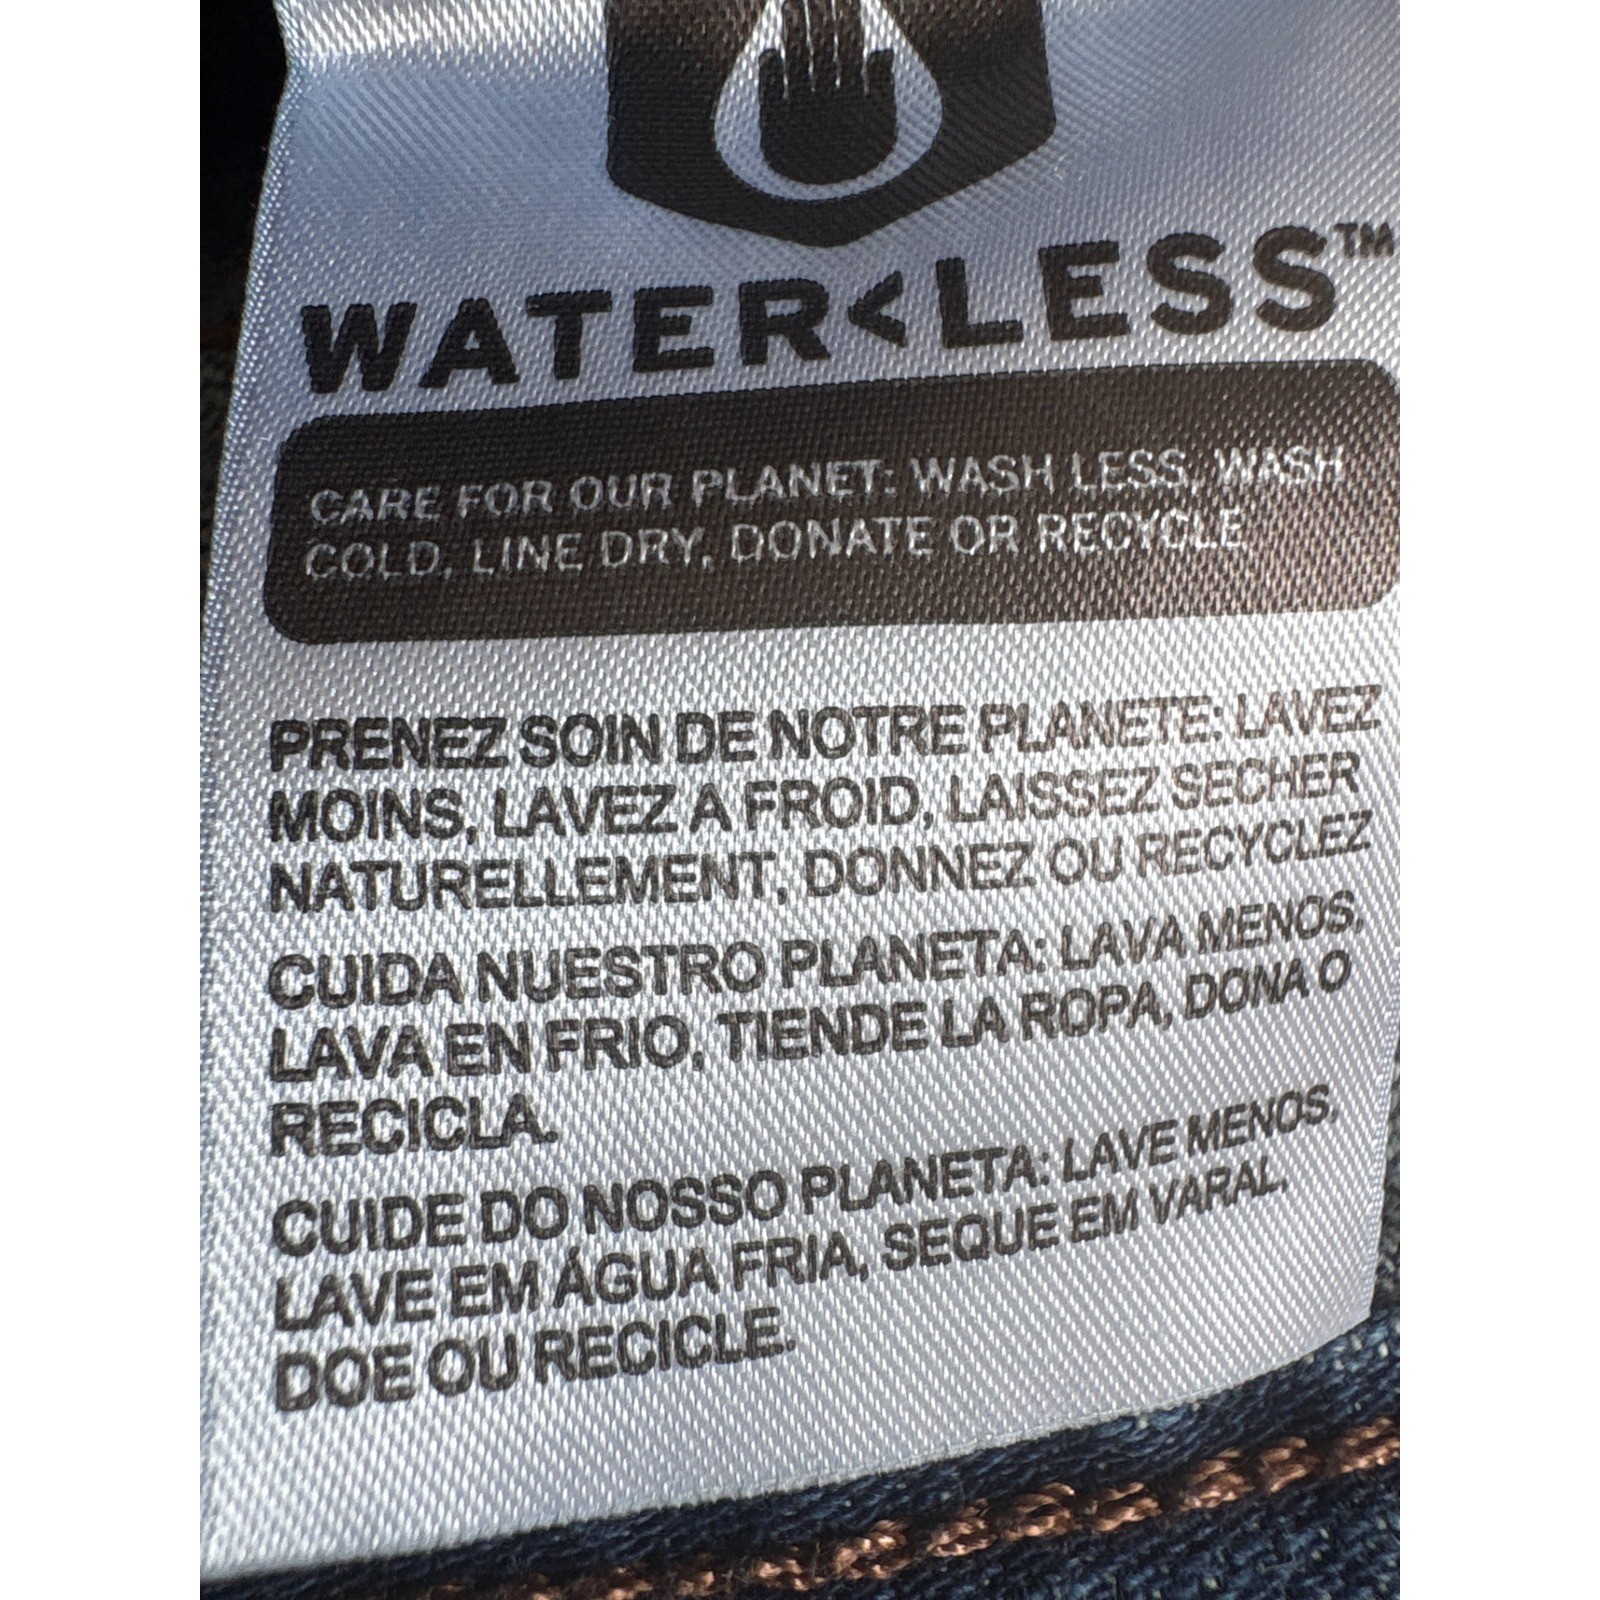 WATER<LESS™
CARE FOR OUR PLANET: WASH LESS, WASH
COLD, LINE DRY, DONATE OR RECYCLE
PRENEZ SOIN DE NOTRE PLANETE: LAVEZ
MOINS, LAVEZ A FROID, LAISSEZ SECHER
NATURELLEMENT, DONNEZ OU RECYCLEZ
CUIDA NUESTRO PLANETA: LAVA MENOS,
LAVA EN FRIO, TIENDE LA ROPA, DONA O
RECICLA.
CUIDE DO NOSSO PLANETA: LAVE MENOS,
LAVE EM ÁGUA FRIA, SEQUE EM VARAL,
DOE OU RECICLE.